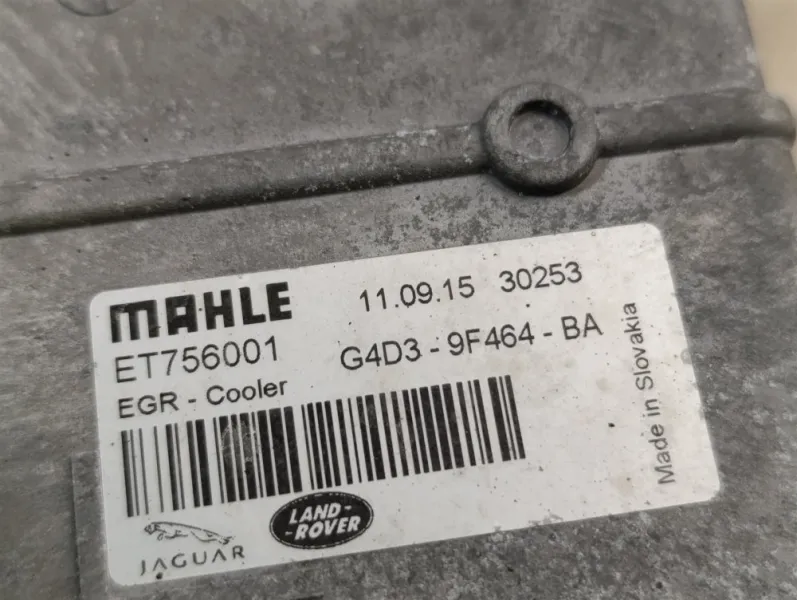 MAHLE 11.09.15 30253
ET756001 G4D3-9F464-BA
EGR - Cooler
Made in Slovakia
JAGUAR
LAND-
-ROVER